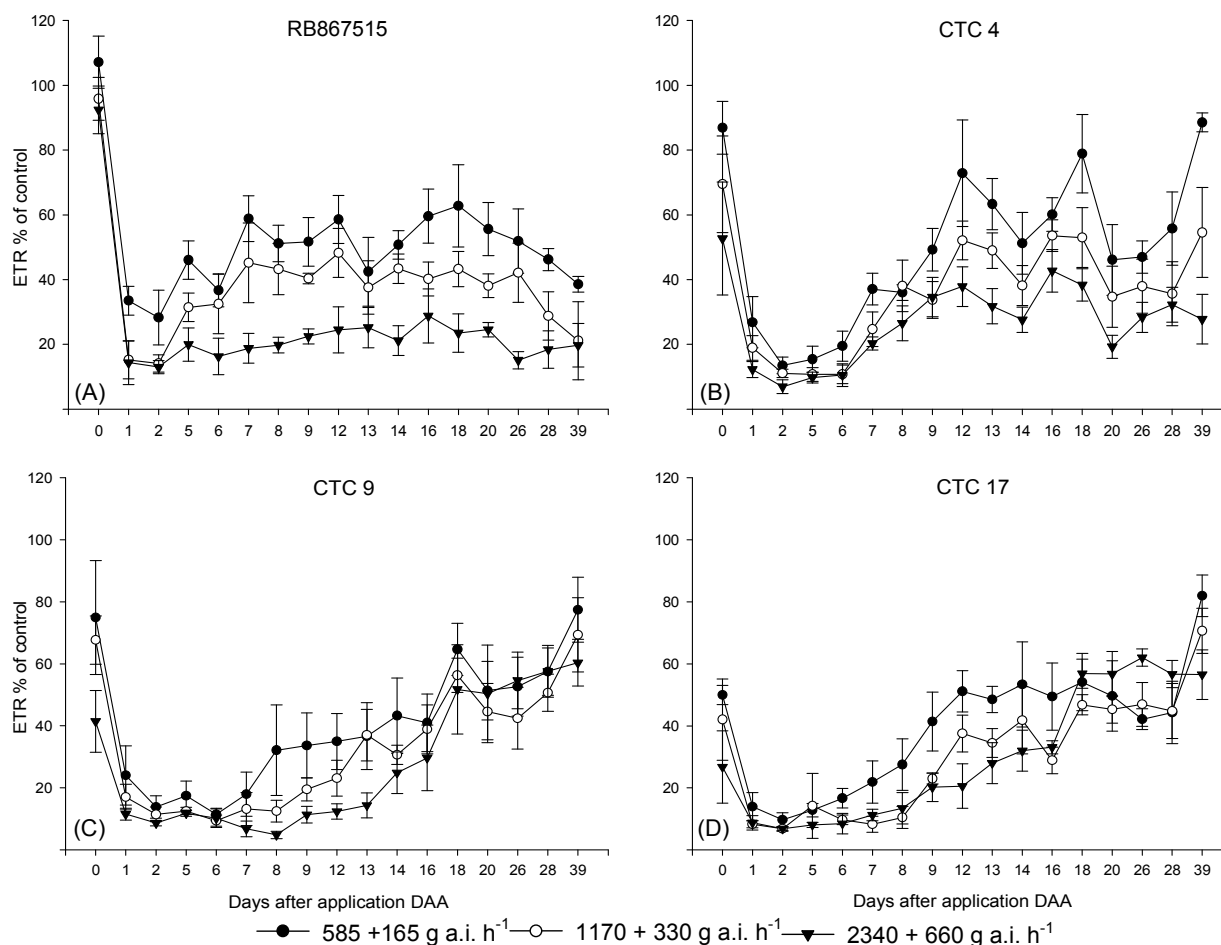 RB867515
120
100
80
60
40
20
ETR % of control
(A)
0 1 2 5 6 7 8 9 12 13 14 16 18 20 26 28 39
CTC 4
120
100
80
60
40
20
ETR % of control
(B)
0 1 2 5 6 7 8 9 12 13 14 16 18 20 26 28 39
CTC 9
120
100
80
60
40
20
ETR % of control
(C)
0 1 2 5 6 7 8 9 12 13 14 16 18 20 26 28 39
Days after application DAA
CTC 17
120
100
80
60
40
20
ETR % of control
(D)
0 1 2 5 6 7 8 9 12 13 14 16 18 20 26 28 39
Days after application DAA
585 +165 g a.i. h⁻¹ 1170 + 330 g a.i. h⁻¹ 2340 + 660 g a.i. h⁻¹